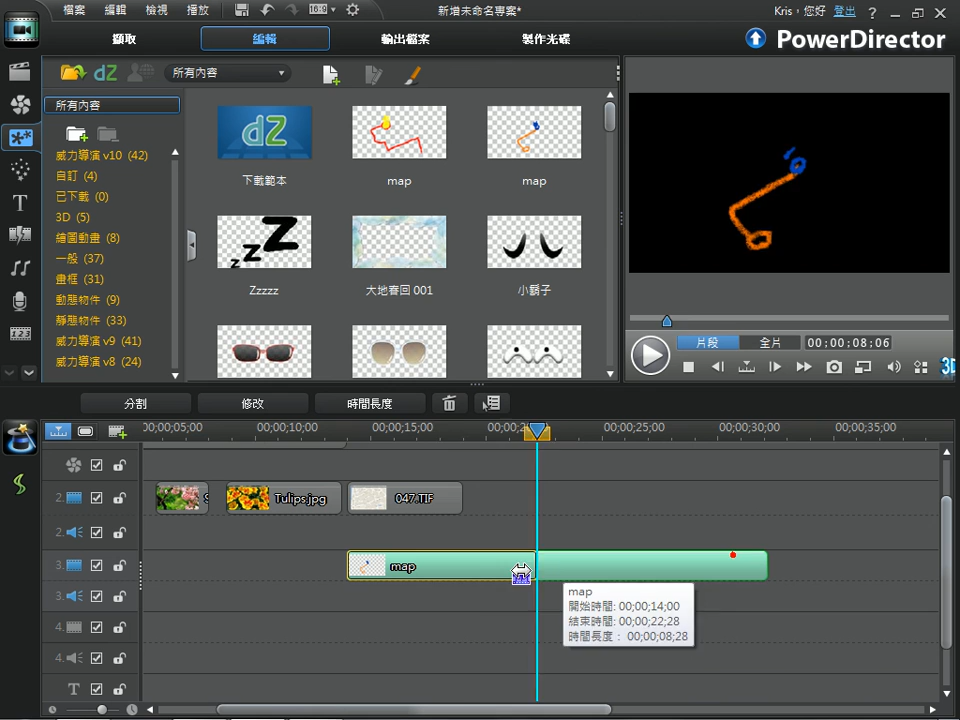 檔案 編輯 檢視 播放
16:9
新增未命名專案*
Kris，您好 登出 ?
擷取 編輯 輸出檔案 製作光碟
PowerDirector
dZ
所有內容
所有內容
威力導演 v10 (42)
自訂 (4)
已下載 (0)
3D (5)
繪圖動畫 (8)
一般 (37)
畫框 (31)
動態物件 (9)
靜態物件 (33)
威力導演 v9 (41)
威力導演 v8 (24)
dZ
下載範本 map map
zzZ
Zzzzz 大地春回 001 小鬍子
片段 全片 00;00;08;06
3D
分割 修改 時間長度
00;00;05;00 00;00;10;00 00;00;15;00 00;00;2 00;00;25;00 00;00;30;00 00;00;35;00
2. Tulips.jpg 047.TIF
2.
3. map
3.
map
開始時間: 00;00;14;00
結束時間: 00;00;22;28
時間長度： 00;00;08;28
4.
4.
T